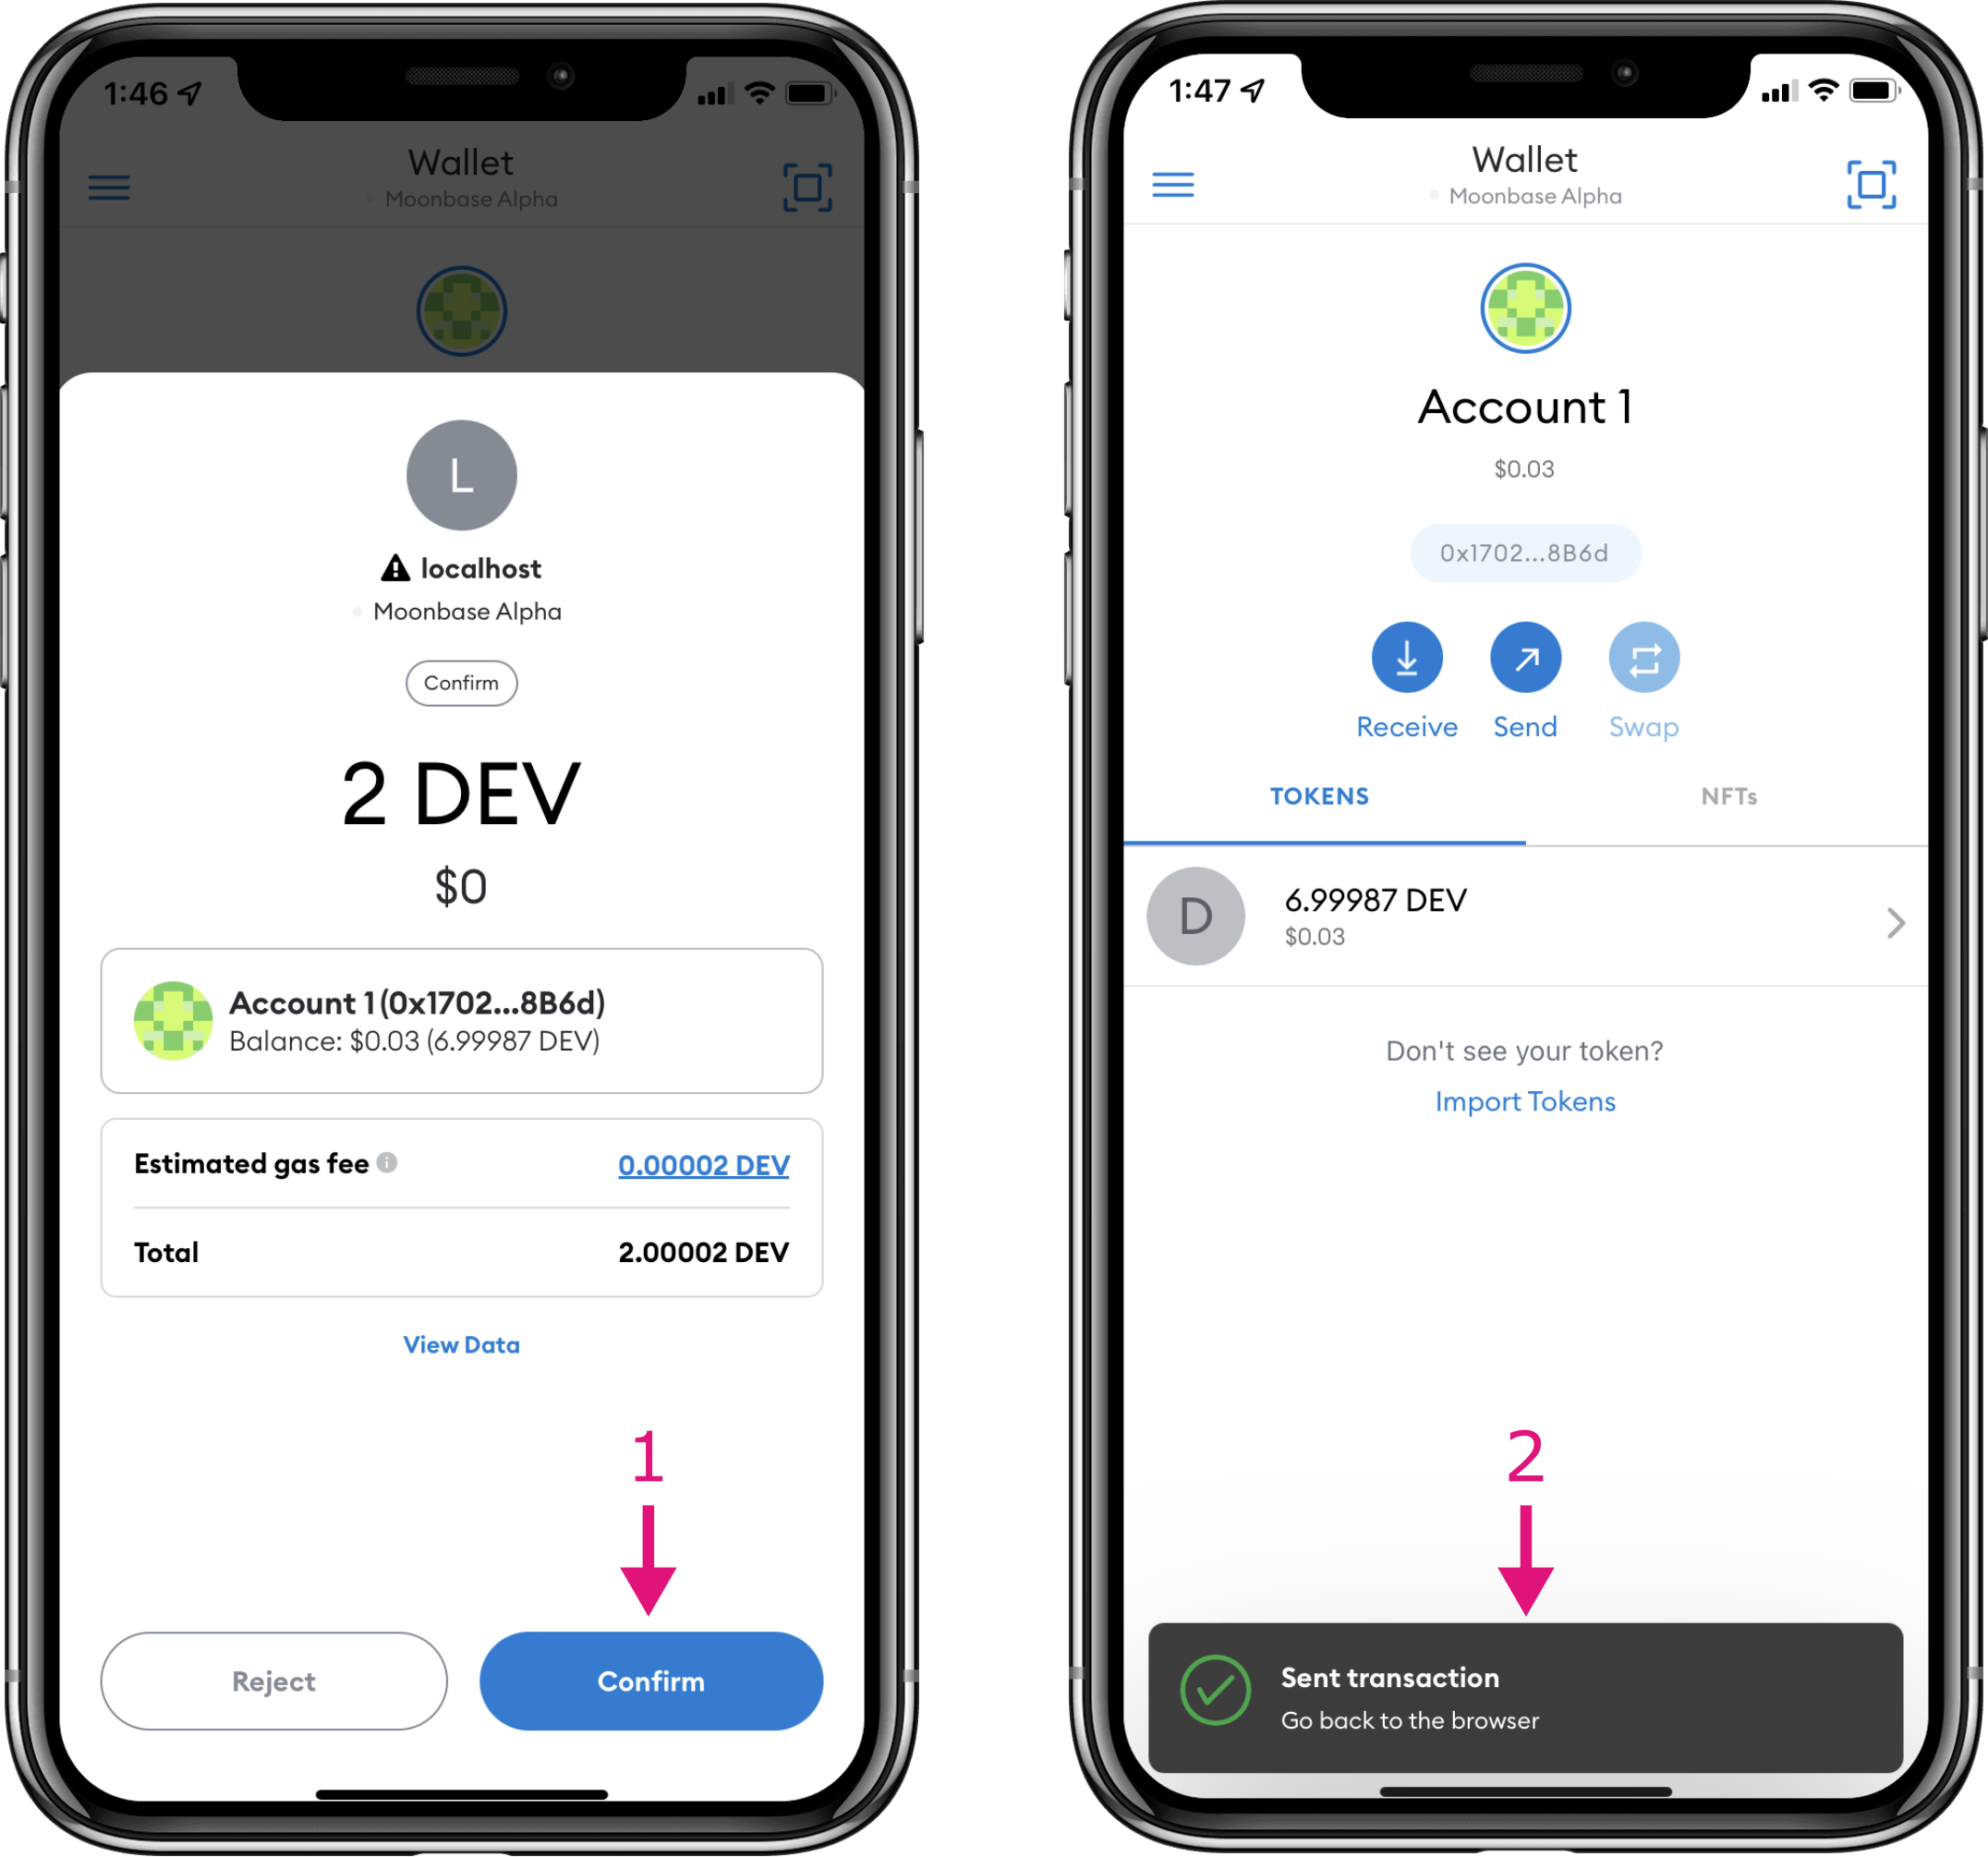 1:46
Wallet
Moonbase Alpha
L
localhost
Moonbase Alpha
Confirm
2 DEV
$0
Account 1 (0x1702...8B6d)
Balance: $0.03 (6.99987 DEV)
Estimated gas fee
0.00002 DEV
Total
2.00002 DEV
View Data
1
Reject
Confirm
1:47
Wallet
Moonbase Alpha
Account 1
$0.03
0x1702...8B6d
Receive
Send
Swap
TOKENS
NFTs
D
6.99987 DEV
$0.03
Don't see your token?
Import Tokens
2
Sent transaction
Go back to the browser